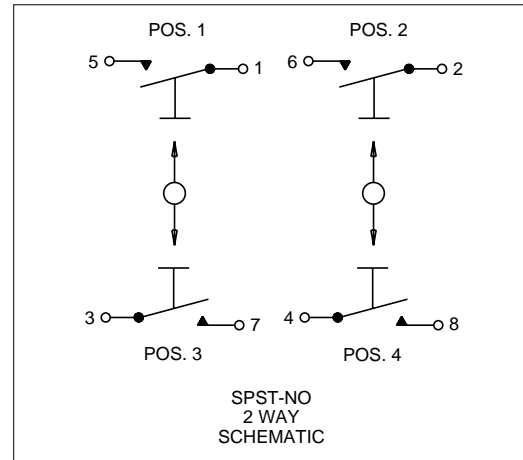 POS. 1 POS. 2
5 1 6 2
3 7 4 8
POS. 3 POS. 4
SPST-NO
2 WAY
SCHEMATIC